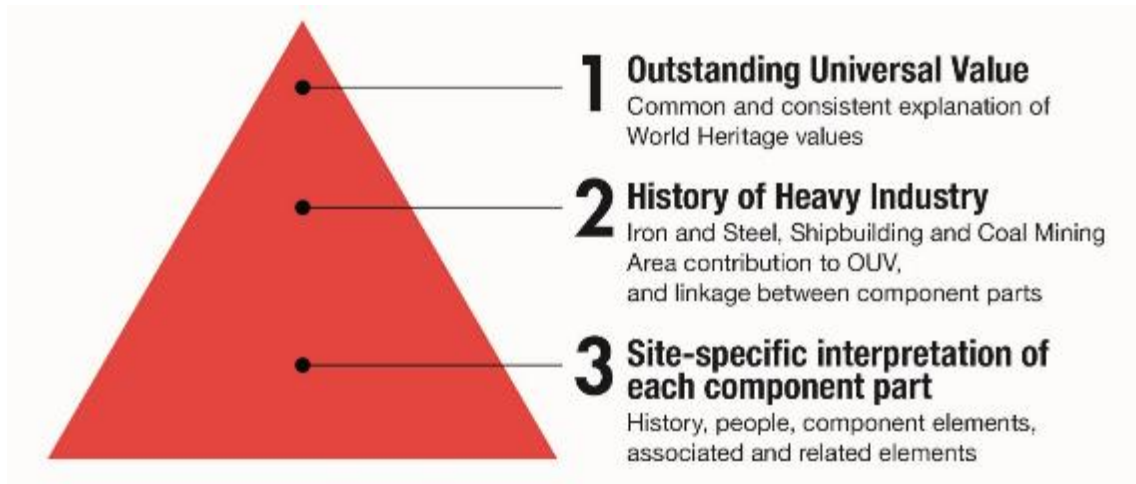 1 Outstanding Universal Value
Common and consistent explanation of
World Heritage values
2 History of Heavy Industry
Iron and Steel, Shipbuilding and Coal Mining
Area contribution to OUV,
and linkage between component parts
3 Site-specific interpretation of
each component part
History, people, component elements,
associated and related elements